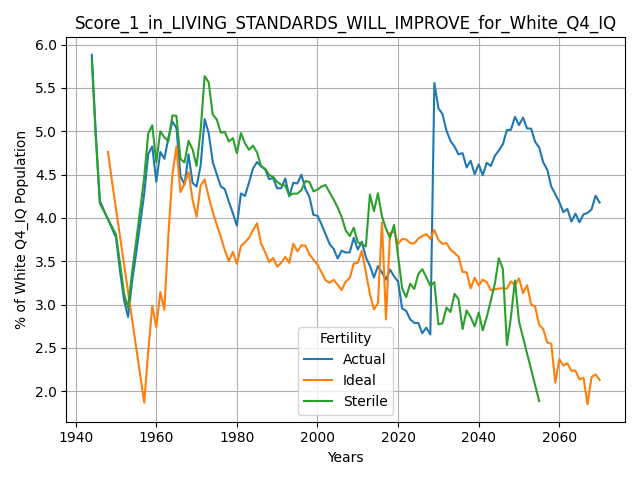 Score_1_in_LIVING_STANDARDS_WILL_IMPROVE_for_White_Q4_IQ
% of White Q4_IQ Population
6.0
5.5
5.0
4.5
4.0
3.5
3.0
2.5
2.0
Fertility
Actual
Ideal
Sterile
1940
1960
1980
2000
2020
2040
2060
Years